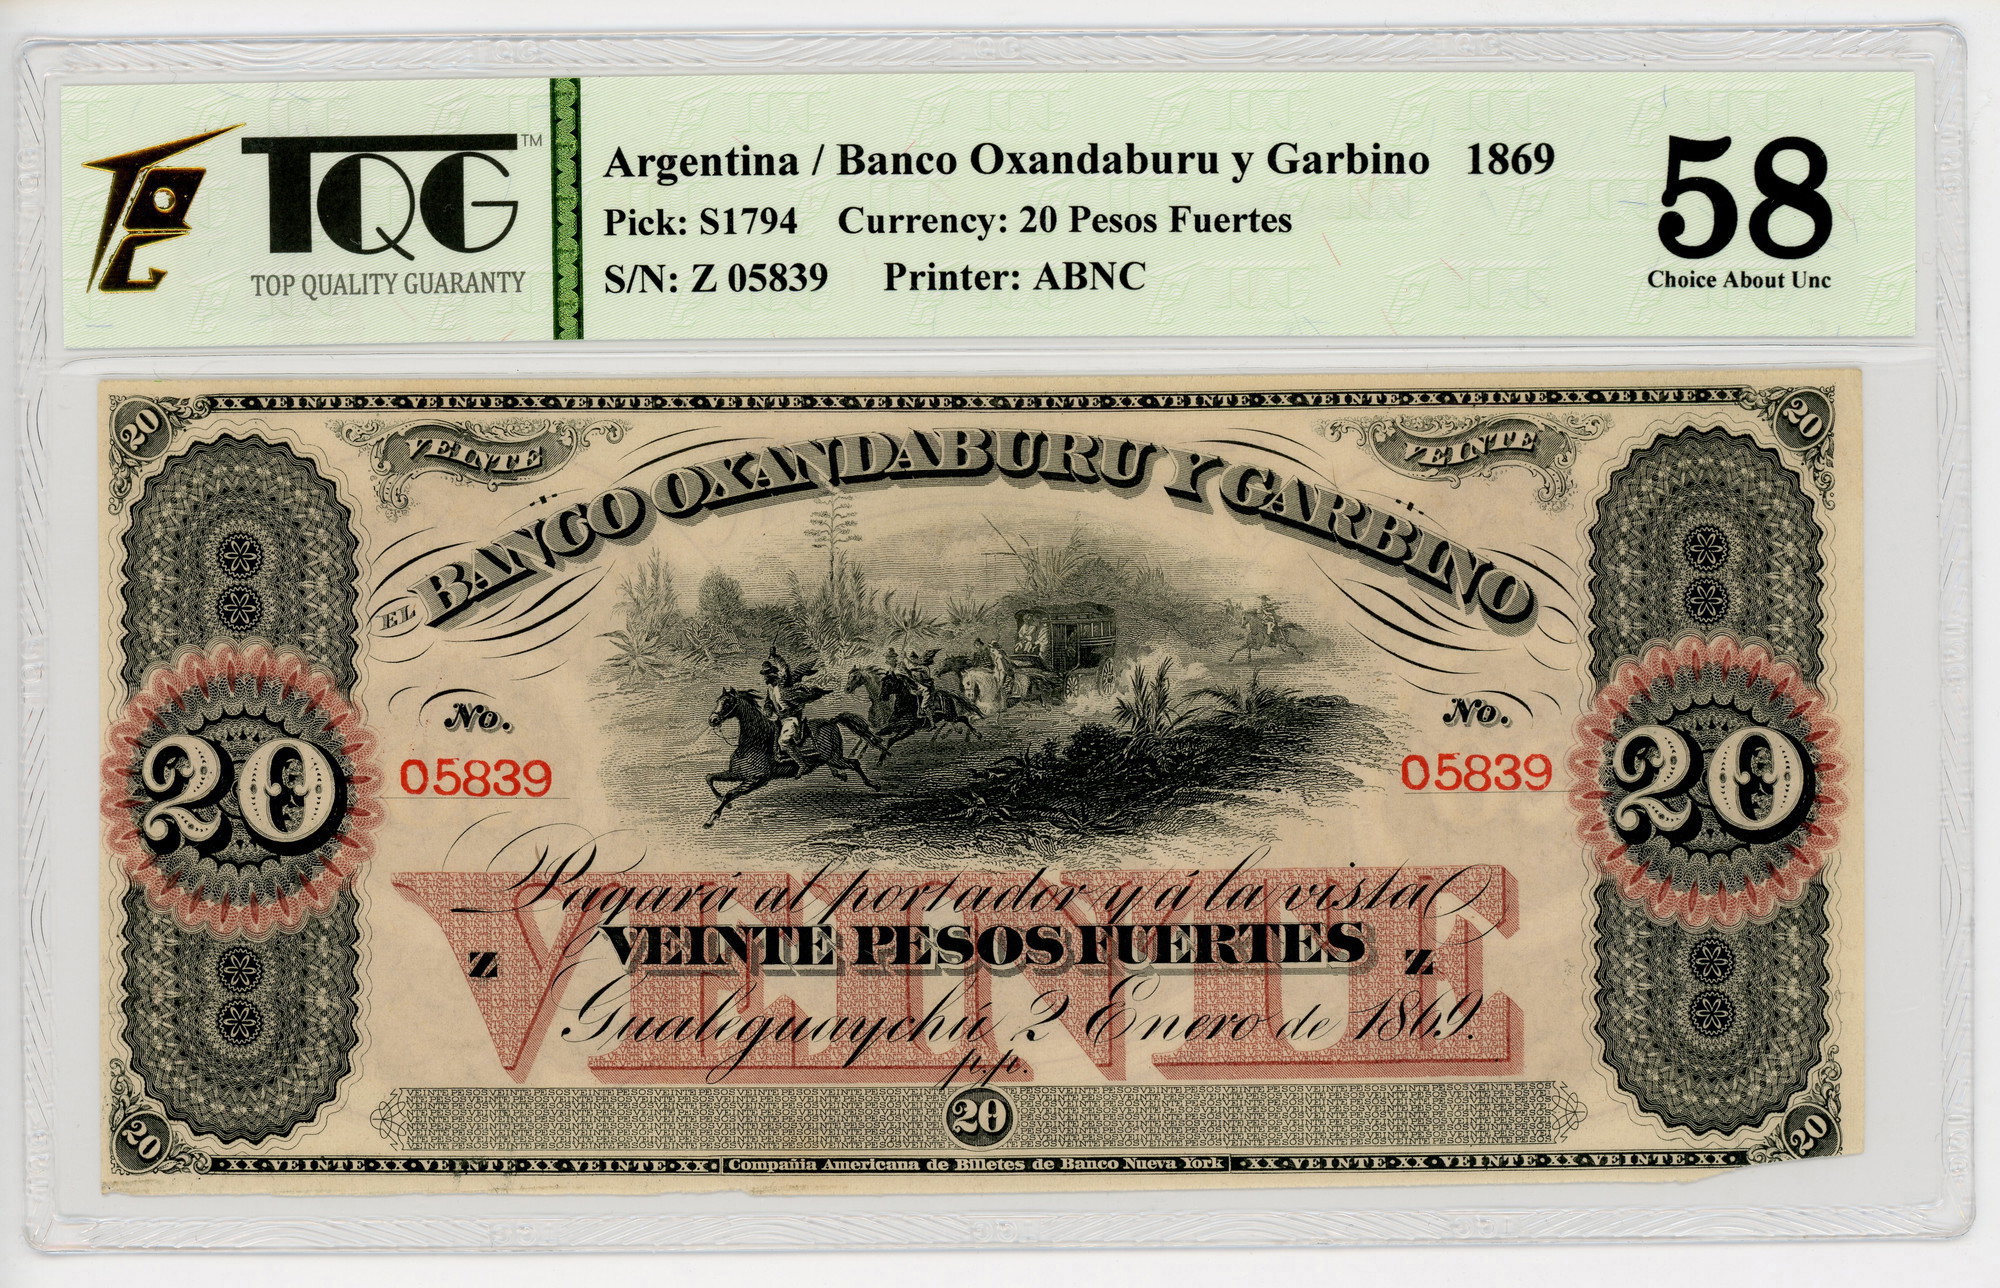 TQG™
TOP QUALITY GUARANTY
Argentina / Banco Oxandaburu y Garbino 1869
Pick: S1794 Currency: 20 Pesos Fuertes
S/N: Z 05839 Printer: ABNC
58
Choice About Unc
20 XX·VEINTE·XX·VEINTE·XX·VEINTE·XX·VEINTE·XX·VEINTE·XX·VEINTE·XX·VEINTE·XX·VEINTE·XX·VEINTE·XX 20
VEINTE VEINTE
EL BANCO OXANDABURU Y GARBINO
No. No.
05839 05839
20 20
Pagará al portador y á la vista
VEINTE
Z VEINTE PESOS FUERTES Z
Gualeguaychú 2 Enero de 1869.
p.p.
20
20 XX·VEINTE·XX·VEINTE·XX·VEINTE·XX Compañia Americana de Billetes de Banco Nueva York XX·VEINTE·XX·VEINTE·XX·VEINTE·XX 20